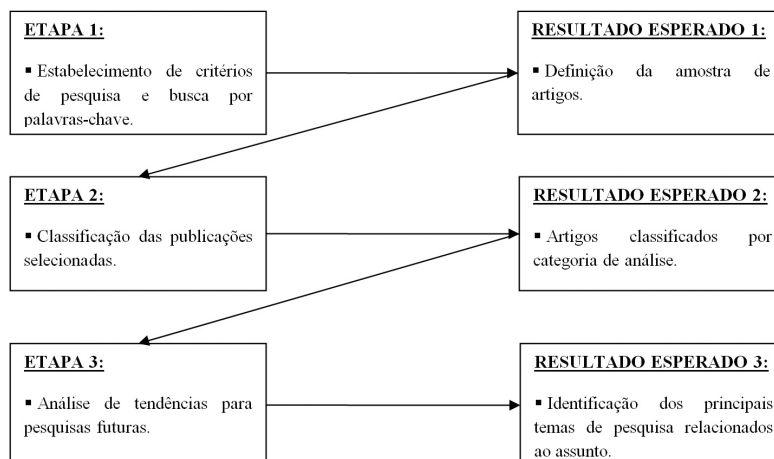 ETAPA 1:
▪ Estabelecimento de critérios
de pesquisa e busca por
palavras-chave.
RESULTADO ESPERADO 1:
▪ Definição da amostra de
artigos.
ETAPA 2:
▪ Classificação das publicações
selecionadas.
RESULTADO ESPERADO 2:
▪ Artigos classificados por
categoria de análise.
ETAPA 3:
▪ Análise de tendências para
pesquisas futuras.
RESULTADO ESPERADO 3:
▪ Identificação dos principais
temas de pesquisa relacionados
ao assunto.